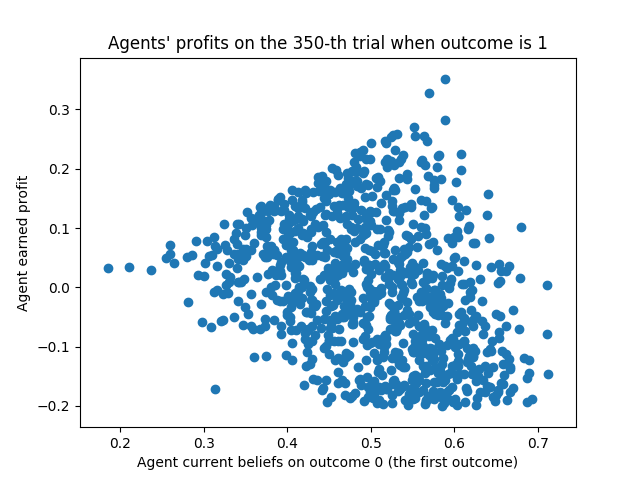 Agents' profits on the 350-th trial when outcome is 1
0.3
0.2
0.1
0.0
−0.1
−0.2
Agent earned profit
0.2 0.3 0.4 0.5 0.6 0.7
Agent current beliefs on outcome 0 (the first outcome)